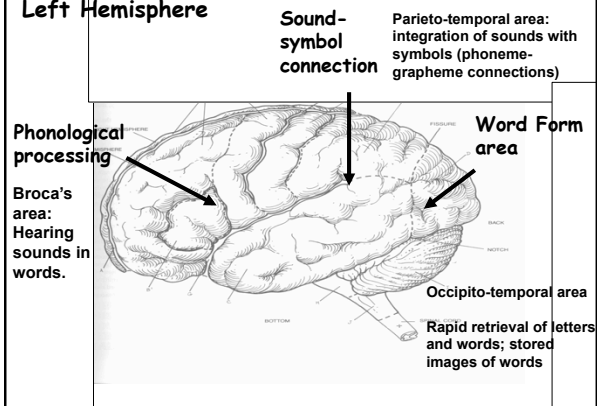 Left Hemisphere
Sound-
symbol
connection
Parieto-temporal area:
integration of sounds with
symbols (phoneme-
grapheme connections)
Phonological
processing
Broca's
area:
Hearing
sounds in
words.
Word Form
area
FISSURE
BACK
NOTCH
BOTTOM
Occipito-temporal area
Rapid retrieval of letters
and words; stored
images of words